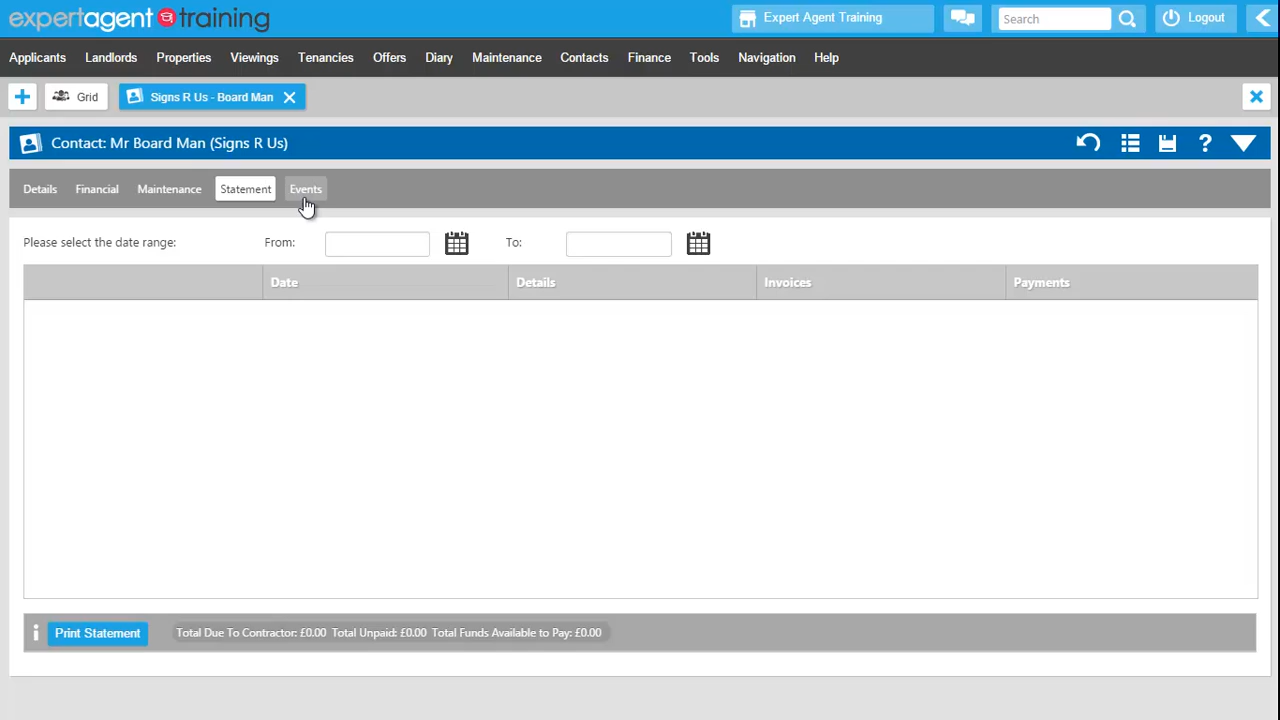 expertagent training
Expert Agent Training
Search
Logout
Applicants Landlords Properties Viewings Tenancies Offers Diary Maintenance Contacts Finance Tools Navigation Help
Grid
Signs R Us - Board Man
Contact: Mr Board Man (Signs R Us)
?
Details Financial Maintenance Statement Events
Please select the date range: From: To:
Date Details Invoices Payments
Print Statement
Total Due To Contractor: £0.00 Total Unpaid: £0.00 Total Funds Available to Pay: £0.00